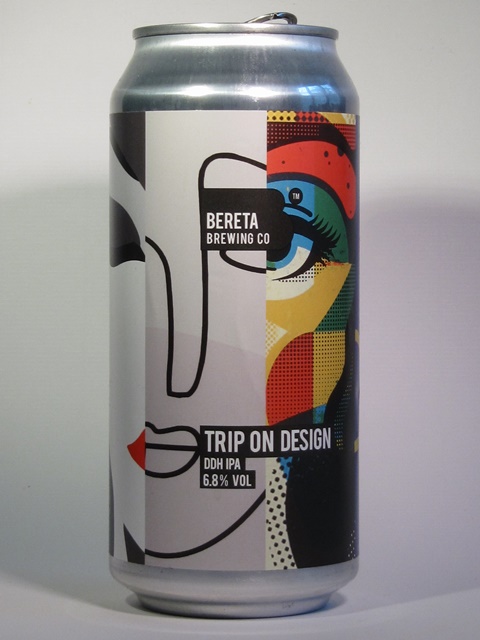 TM
BERETA
BREWING CO
TRIP ON DESIGN
DDH IPA
6.8% VOL